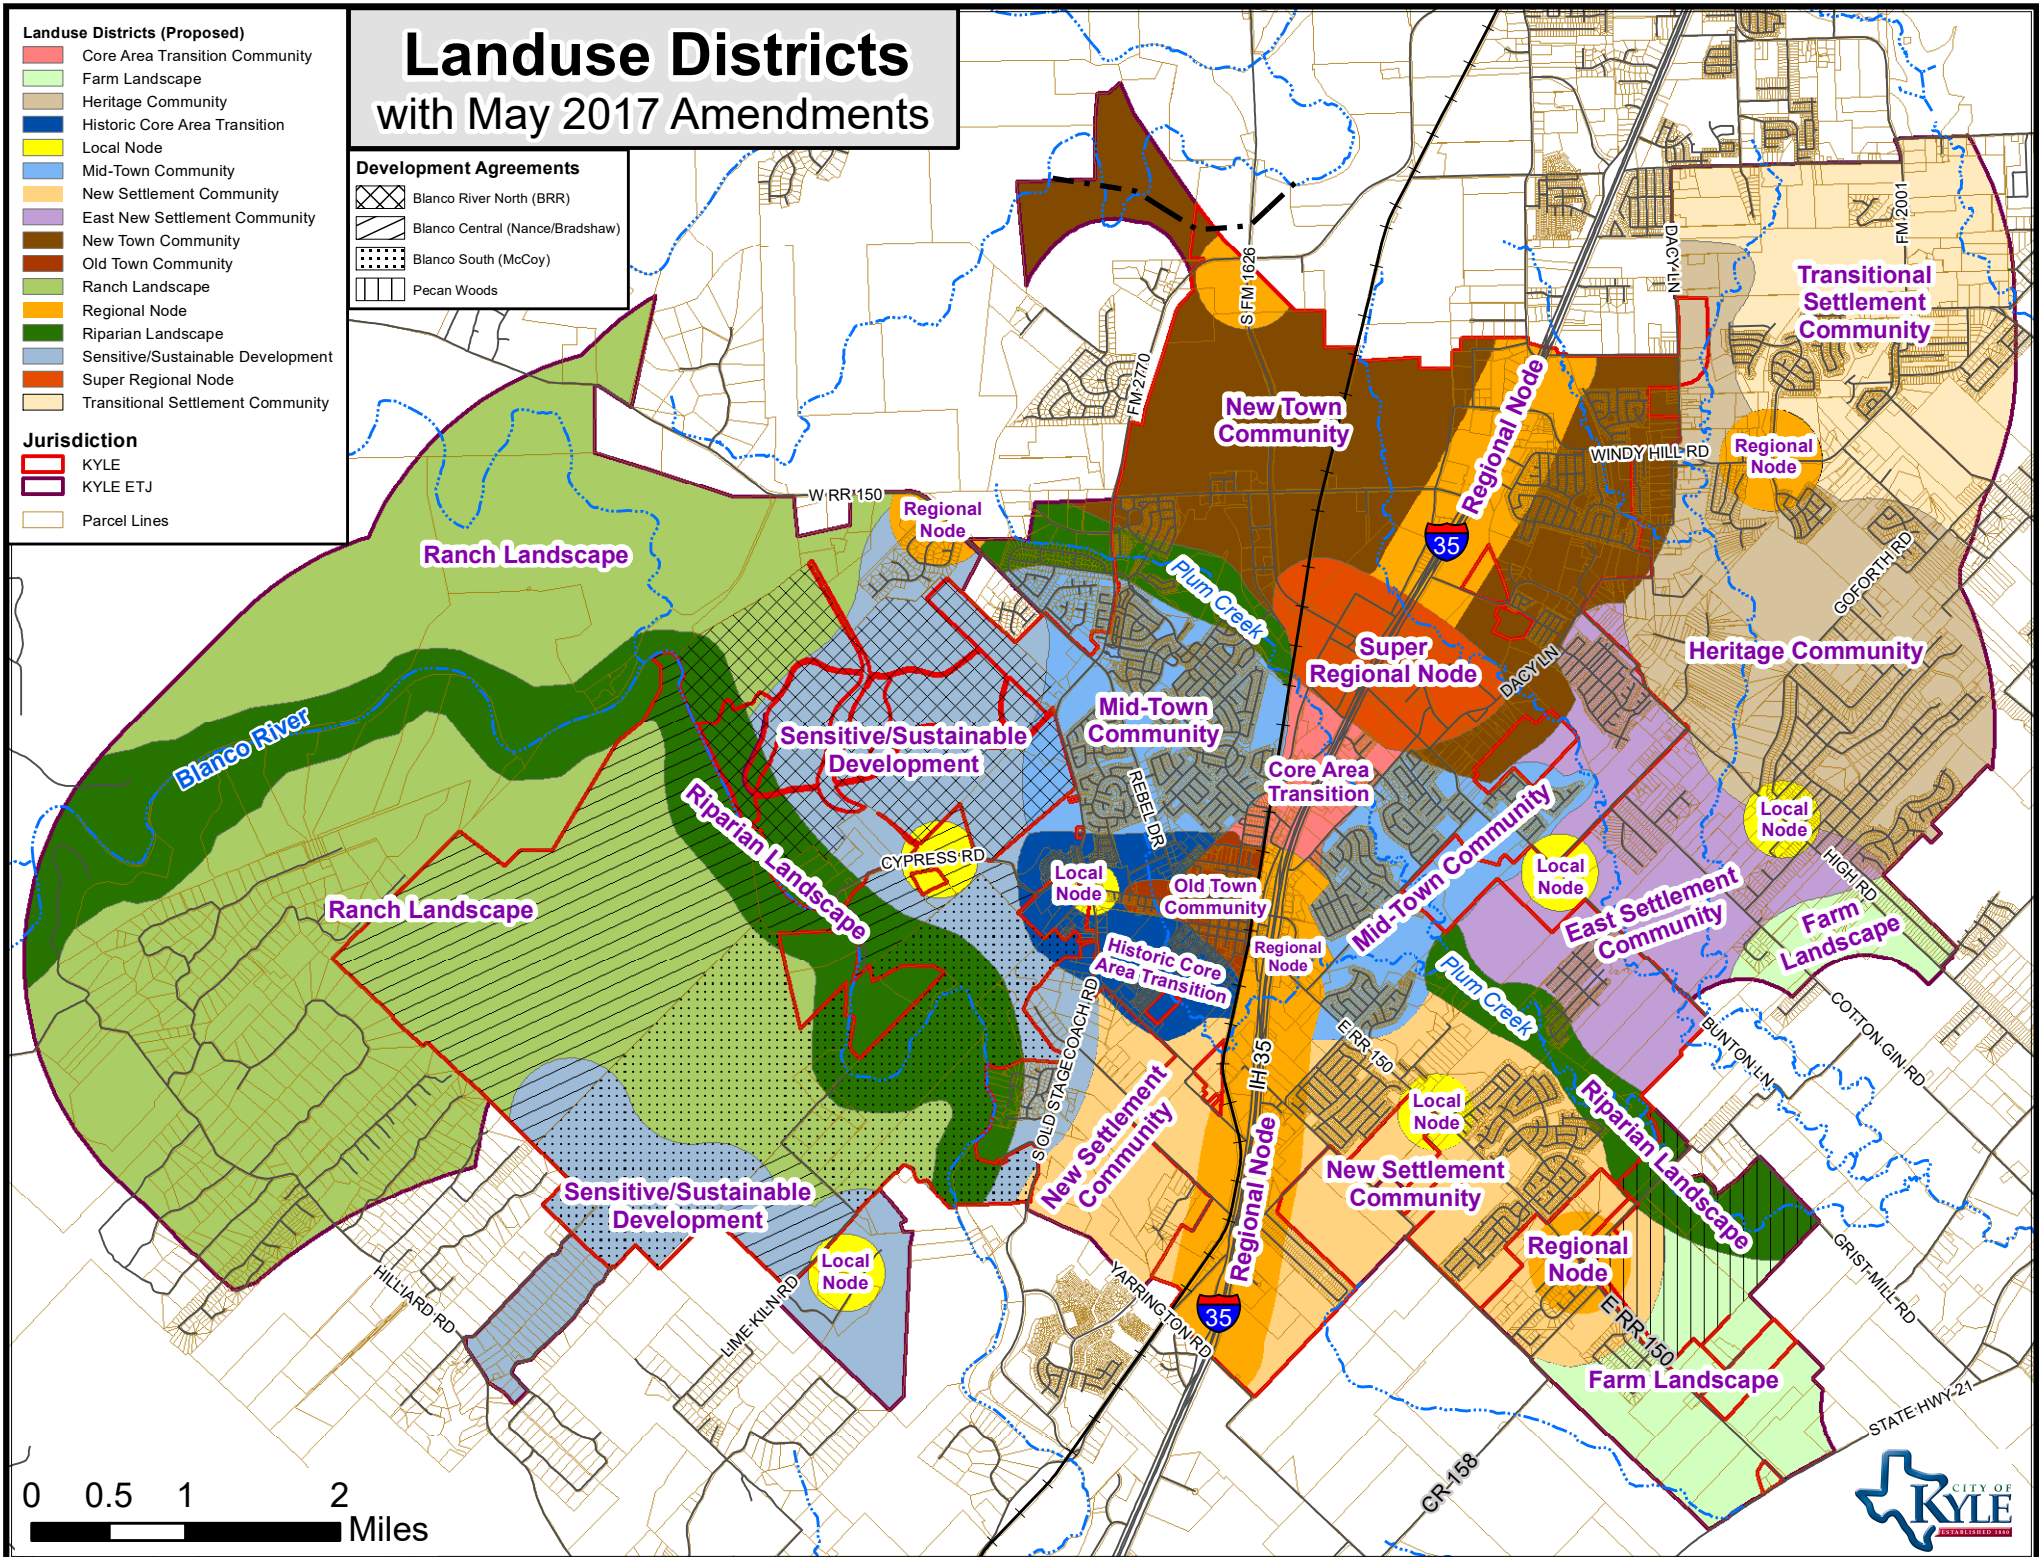 Landuse Districts
with May 2017 Amendments
Landuse Districts (Proposed)
Core Area Transition Community
Farm Landscape
Heritage Community
Historic Core Area Transition
Local Node
Mid-Town Community
New Settlement Community
East New Settlement Community
New Town Community
Old Town Community
Ranch Landscape
Regional Node
Riparian Landscape
Sensitive/Sustainable Development
Super Regional Node
Transitional Settlement Community
Jurisdiction
KYLE
KYLE ETJ
Parcel Lines
Development Agreements
Blanco River North (BRR)
Blanco Central (Nance/Bradshaw)
Blanco South (McCoy)
Pecan Woods
FM 2001
DACY LN
S FM 1626
Transitional
Settlement
Community
FM 2770
New Town
Community
Regional Node
WINDY HILL RD
Regional
Node
W RR 150
Regional
Node
35
Ranch Landscape
Plum Creek
GOFORTH RD
Super
Regional Node
DACY LN
Heritage Community
Blanco River
Mid-Town
Community
Sensitive/Sustainable
Development
Core Area
Transition
REBEL DR
Riparian Landscape
Mid-Town Community
Local
Node
CYPRESS RD
Local
Node
Local
Node
HIGH RD
Old Town
Community
Ranch Landscape
East Settlement
Community
Farm
Landscape
Regional
Node
Historic Core
Area Transition
Plum Creek
SOLD STAGECOACH RD
COTTON GIN RD
BUNTON LN
E RR 150
IH 35
New Settlement
Community
Local
Node
Riparian Landscape
Regional Node
New Settlement
Community
Sensitive/Sustainable
Development
Local
Node
Regional
Node
GRIST MILL RD
HILLIARD RD
LIME KILN RD
YARRINGTON RD
35
E RR 150
Farm Landscape
STATE HWY 21
CR 158
0 0.5 1 2
Miles
CITY OF
KYLE
ESTABLISHED 1880